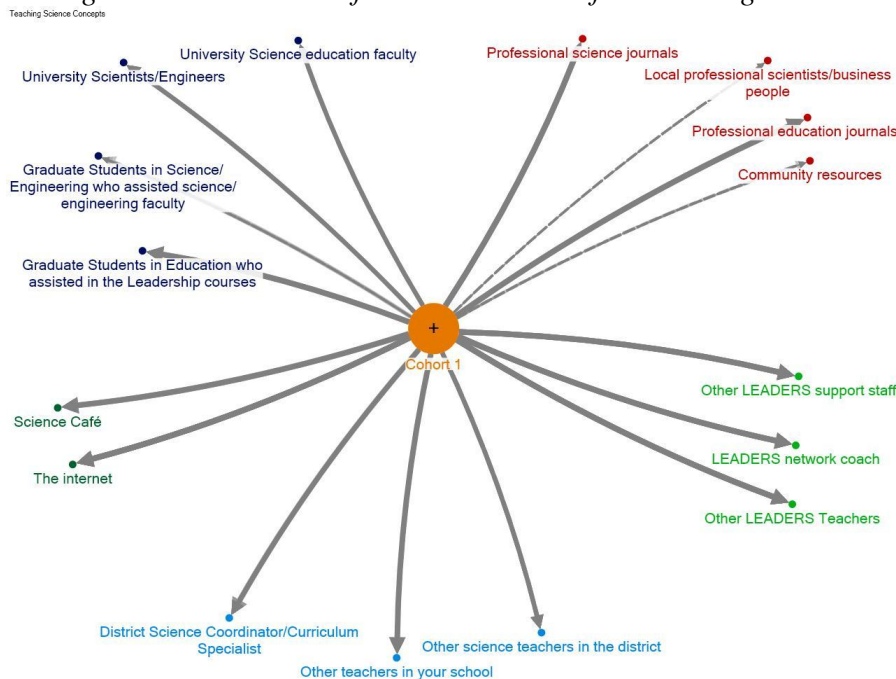 Teaching Science Concepts
University Science education faculty
Professional science journals
University Scientists/Engineers
Local professional scientists/business
people
Professional education journals
Graduate Students in Science/
Engineering who assisted science/
engineering faculty
Community resources
Graduate Students in Education who
assisted in the Leadership courses
+
Cohort 1
Other LEADERS support staff
Science Café
LEADERS network coach
The internet
Other LEADERS Teachers
District Science Coordinator/Curriculum
Specialist
Other science teachers in the district
Other teachers in your school